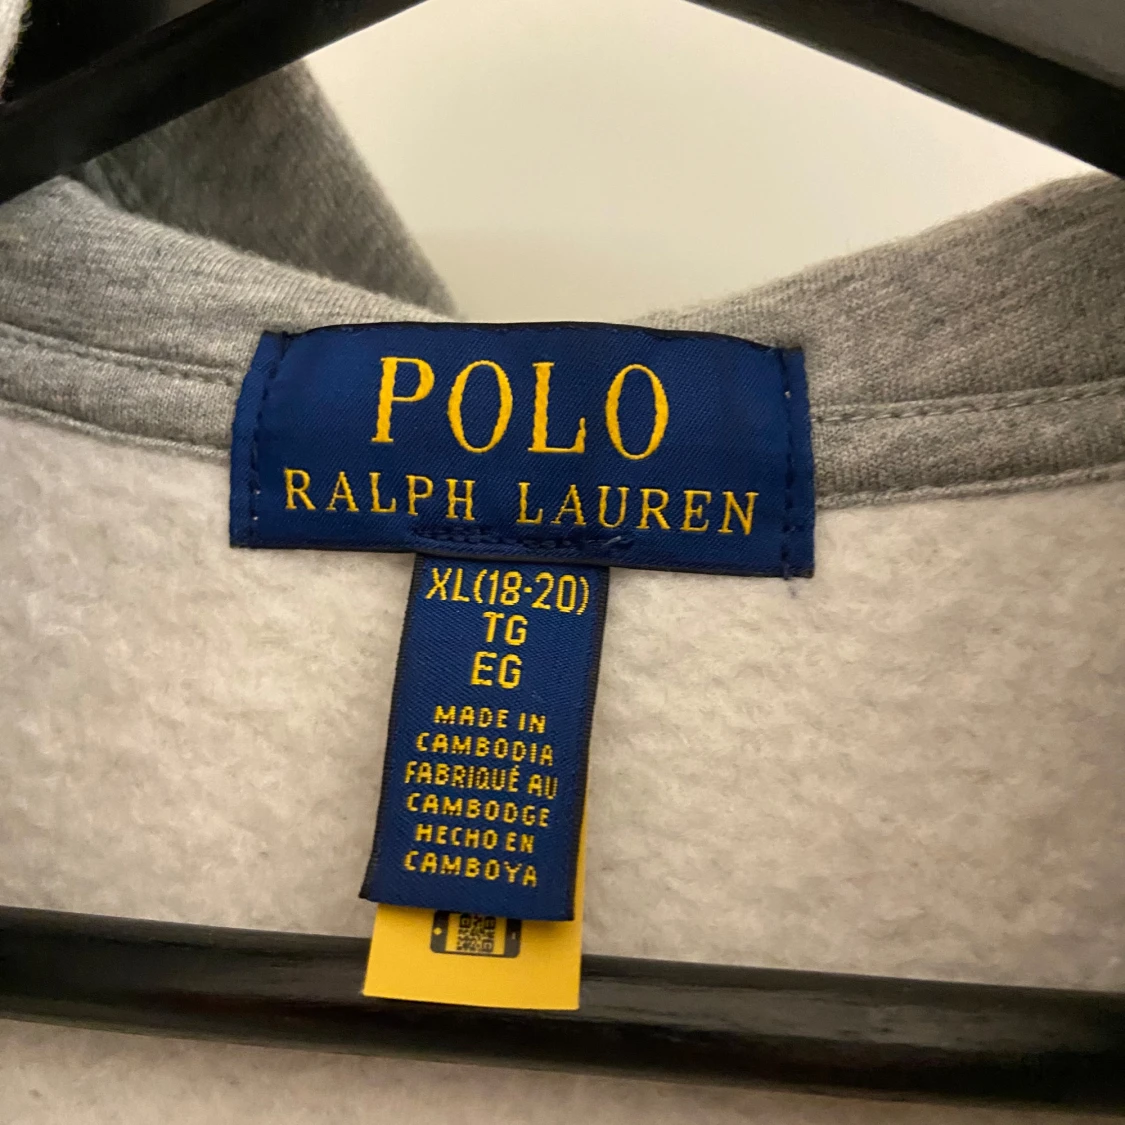 POLO
RALPH LAUREN
XL(18-20)
TG
EG
MADE IN
CAMBODIA
FABRIQUÉ AU
CAMBODGE
HECHO EN
CAMBOYA